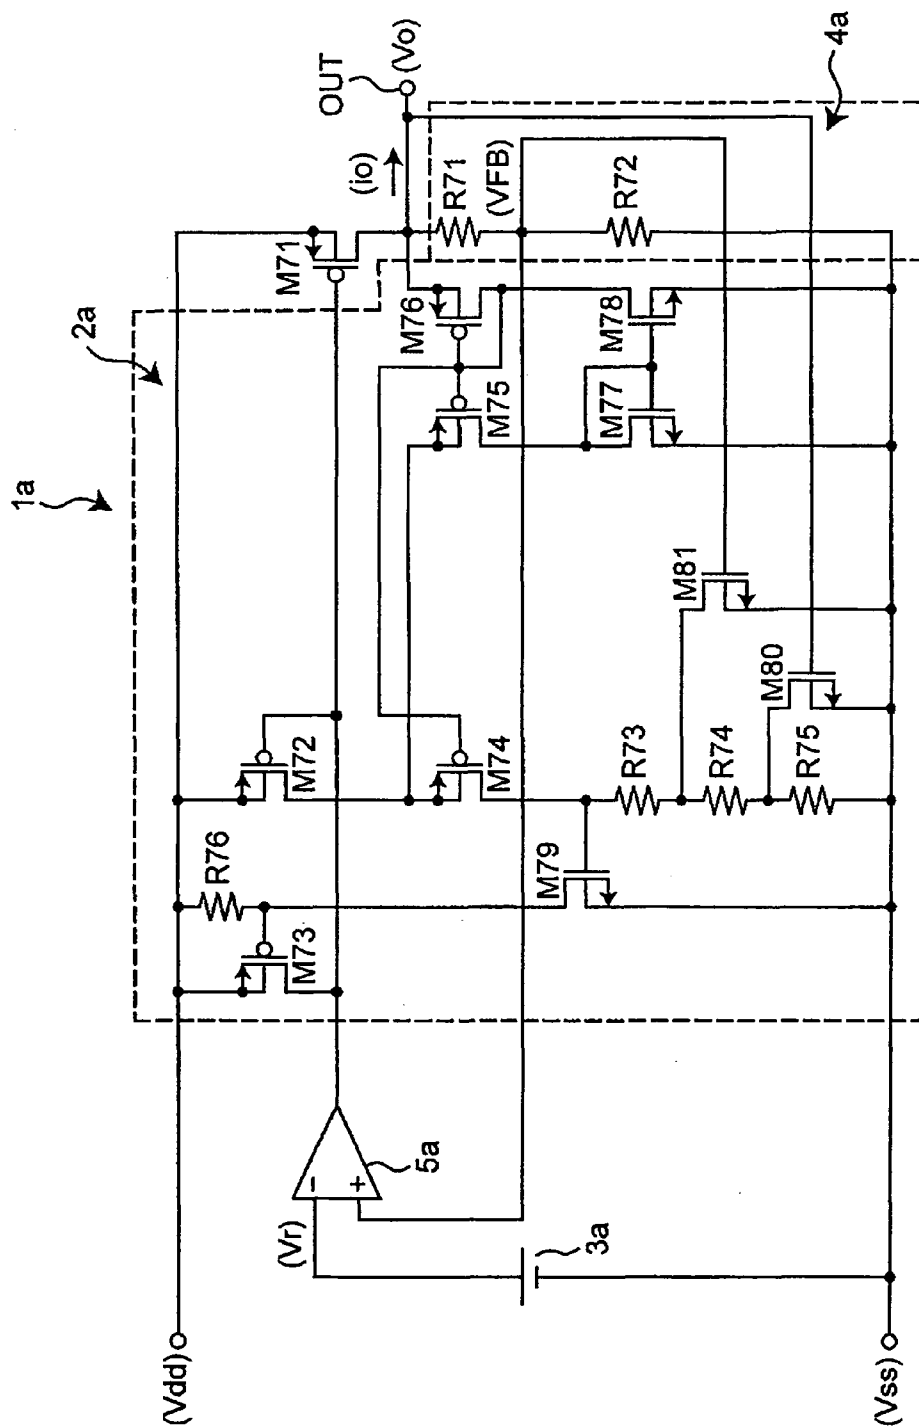 1a
2a
OUT
(Vo)
(io)
4a
M71
R71
(VFB)
R72
M76
M75
M78
M77
M72
R76
M73
M74
M81
M80
R73
R74
R75
M79
5a
−
+
(Vr)
3a
(Vdd)
(Vss)